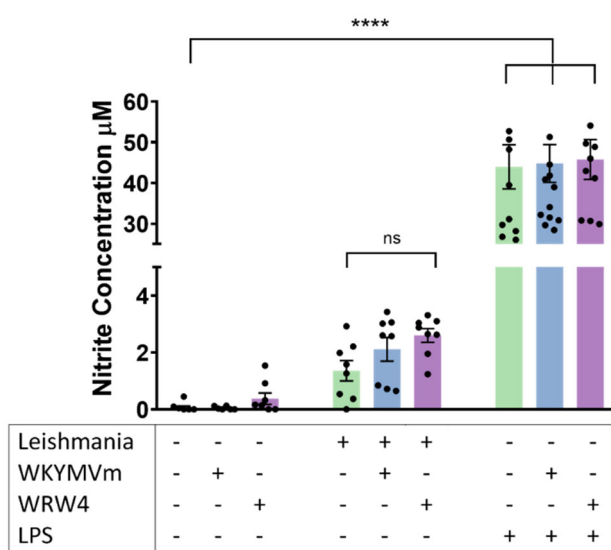 ****
60
50
40
30
ns
4
2
0
Nitrite Concentration µM
Leishmania - - - + + + - - -
WKYMVm - + - - + - - + -
WRW4 - - + - - + - - +
LPS - - - - - - + + +